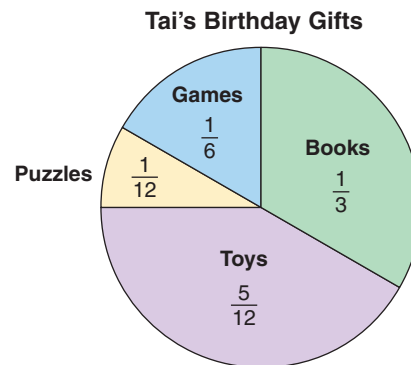 Tai's Birthday Gifts
Games
1/6
Books
1/3
Puzzles
1/12
Toys
5/12